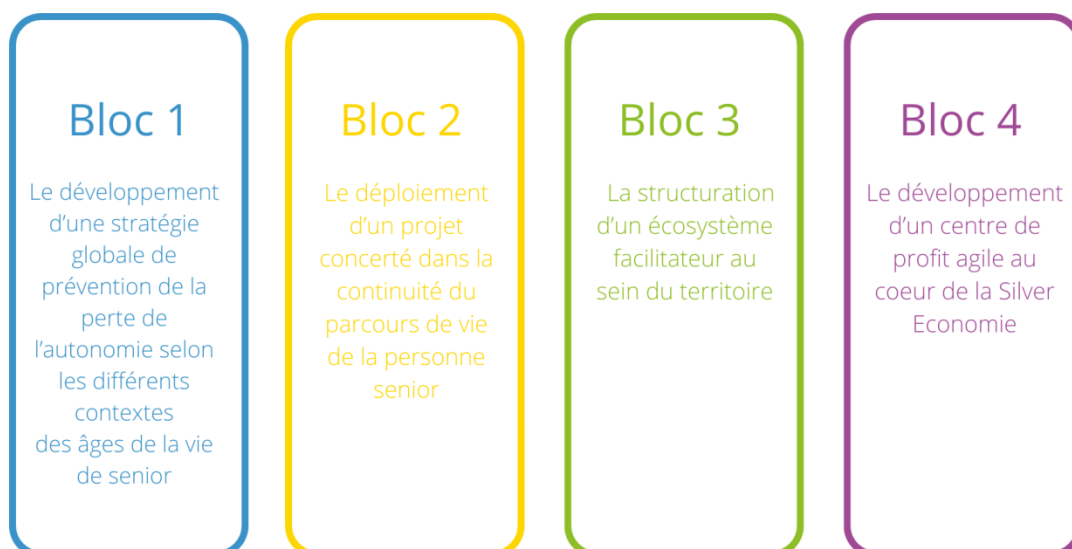 Bloc 1
Le développement
d’une stratégie
globale de
prévention de la
perte de
l’autonomie selon
les différents
contextes
des âges de la vie
de senior
Bloc 2
Le déploiement
d’un projet
concerté dans la
continuité du
parcours de vie
de la personne
senior
Bloc 3
La structuration
d’un écosystème
facilitateur au
sein du territoire
Bloc 4
Le développement
d’un centre de
profit agile au
coeur de la Silver
Economie